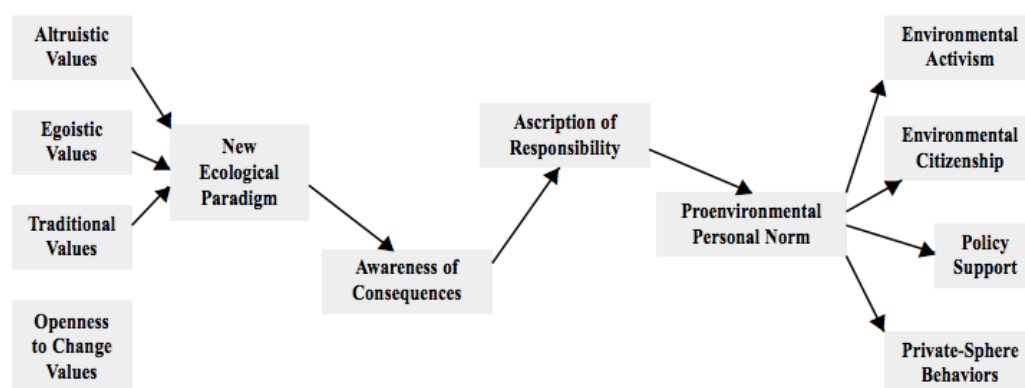 Altruistic
Values
Egoistic
Values
Traditional
Values
Openness
to Change
Values
New
Ecological
Paradigm
Awareness of
Consequences
Ascription of
Responsibility
Proenvironmental
Personal Norm
Environmental
Activism
Environmental
Citizenship
Policy
Support
Private-Sphere
Behaviors